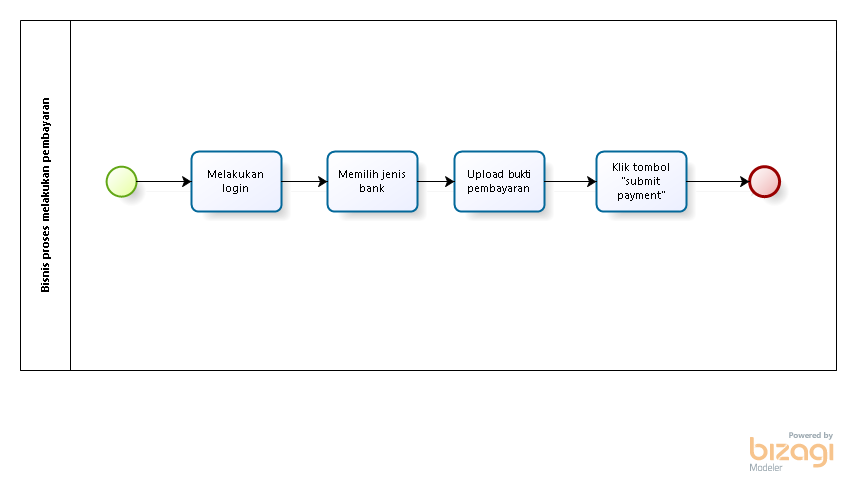 Bisnis proses melakukan pembayaran
Melakukan
login
Memilih jenis
bank
Upload bukti
pembayaran
Klik tombol
"submit
payment"
Powered by
bizagi
Modeler